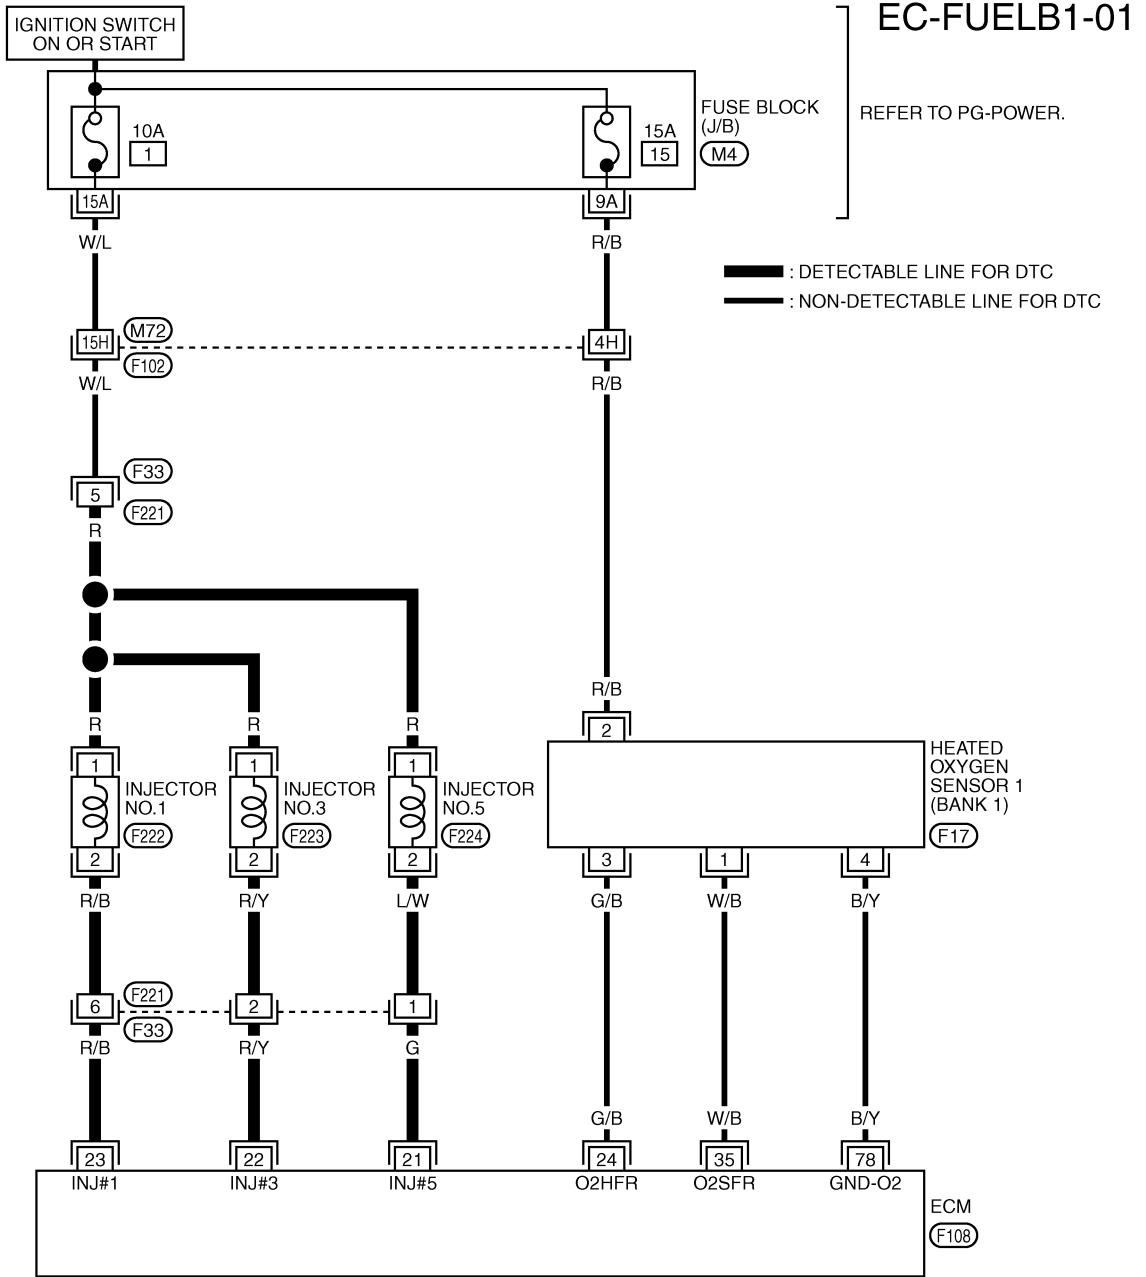 EC-FUELB1-01
IGNITION SWITCH
ON OR START
FUSE BLOCK
(J/B)
M4
REFER TO PG-POWER.
10A
1
15A
15
15A
9A
W/L
R/B
: DETECTABLE LINE FOR DTC
: NON-DETECTABLE LINE FOR DTC
15H
M72
F102
4H
W/L
R/B
5
F33
F221
R
R/B
2
R
R
R
1
1
1
INJECTOR
NO.1
F222
INJECTOR
NO.3
F223
INJECTOR
NO.5
F224
HEATED
OXYGEN
SENSOR 1
(BANK 1)
F17
2
2
2
3
1
4
R/B
R/Y
L/W
G/B
W/B
B/Y
6
F221
F33
2
1
R/B
R/Y
G
G/B
W/B
B/Y
23
22
21
24
35
78
INJ#1
INJ#3
INJ#5
O2HFR
O2SFR
GND-O2
ECM
F108